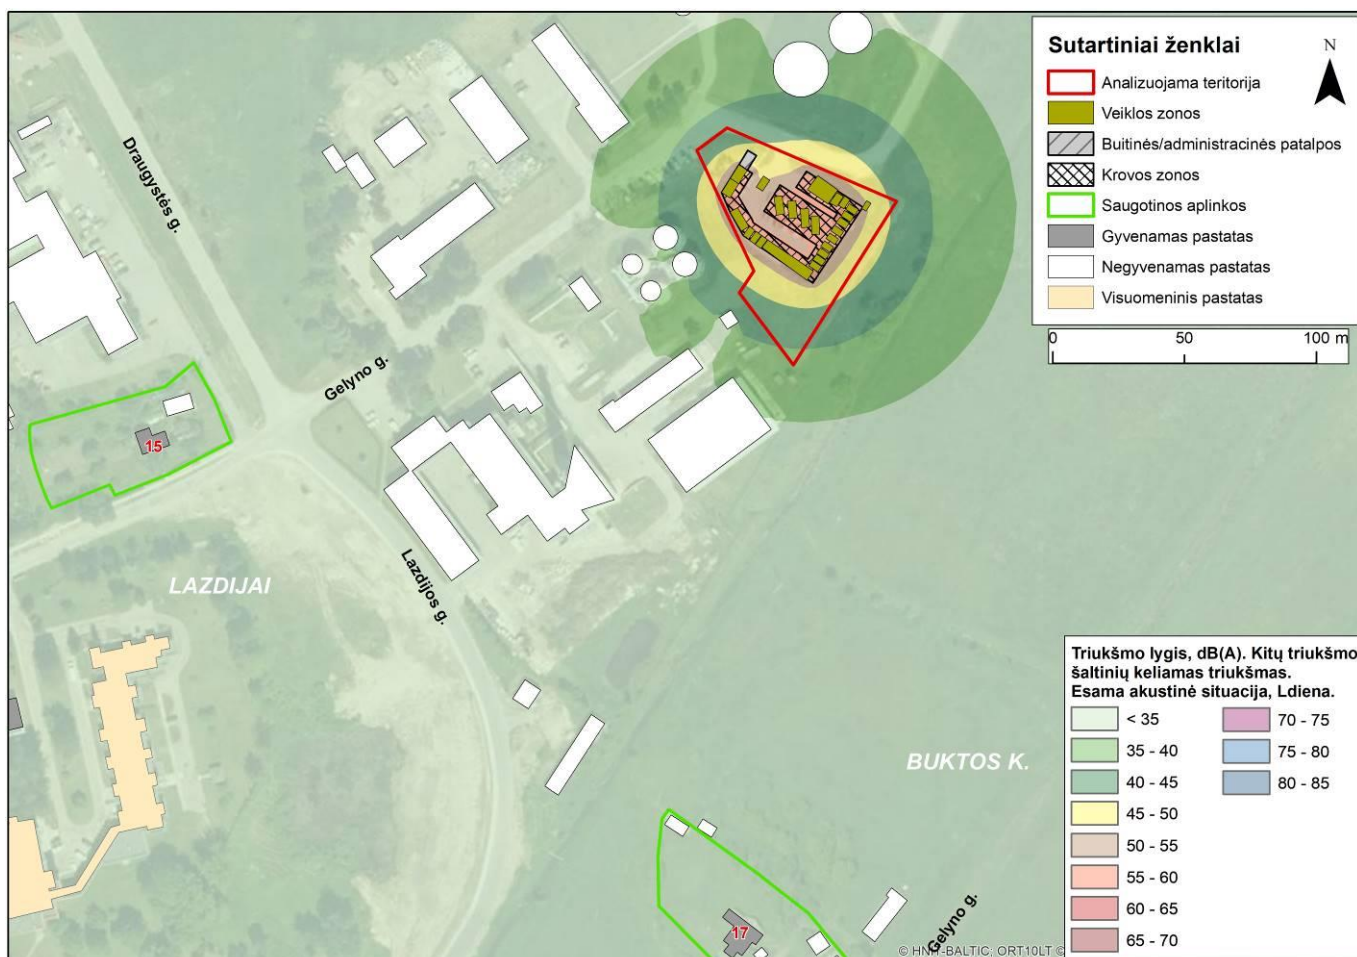 Sutartiniai ženklai
N
Analizuojama teritorija
Veiklos zonos
Buitinės/administracinės patalpos
Krovos zonos
Saugotinos aplinkos
Gyvenamas pastatas
Negyvenamas pastatas
Visuomeninis pastatas
0 50 100 m
Draugystės g.
Gelyno g.
15
Lazdijos g.
LAZDIJAI
BUKTOS K.
17
Gelyno g.
Triukšmo lygis, dB(A). Kitų triukšmo
šaltinių keliamas triukšmas.
Esama akustinė situacija, Ldiena.
< 35
35 - 40
40 - 45
45 - 50
50 - 55
55 - 60
60 - 65
65 - 70
70 - 75
75 - 80
80 - 85
© HNIT-BALTIC; ORT10LT ©